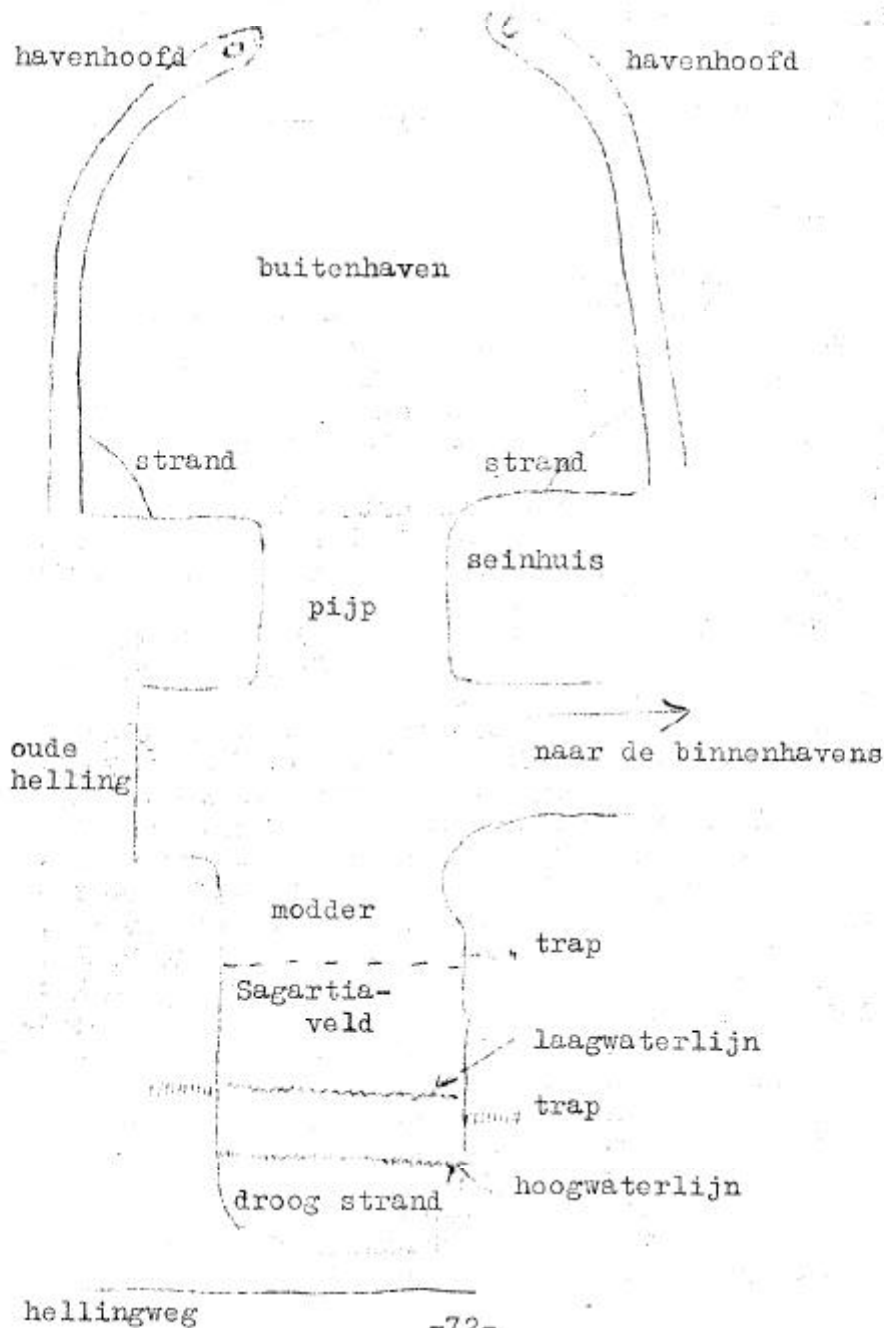 havenhoofd
havenhoofd
buitenhaven
strand
strand
seinhuis
pijp
oude
helling
naar de binnenhavens
modder
trap
Sagartia-
veld
laagwaterlijn
trap
hoogwaterlijn
droog strand
hellingweg
-72-